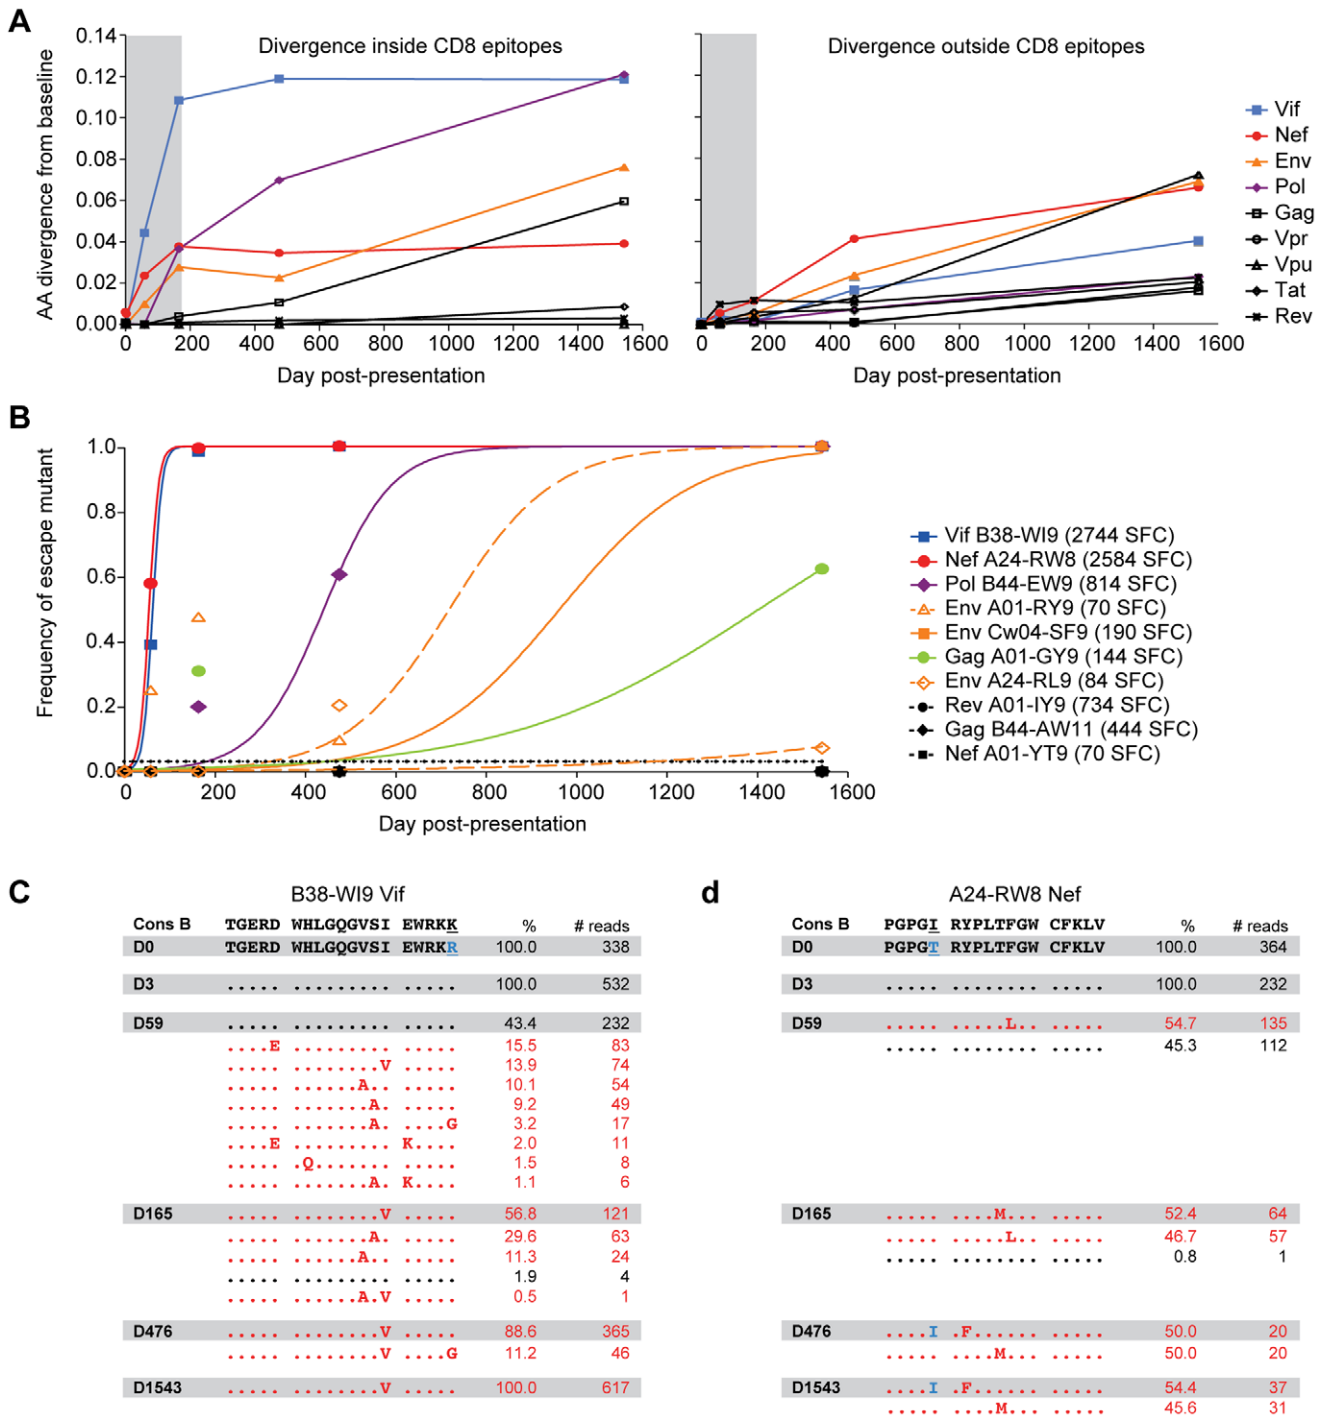 A
Divergence inside CD8 epitopes
Divergence outside CD8 epitopes
AA divergence from baseline
0.14
0.12
0.10
0.08
0.06
0.04
0.02
0.00
0 200 400 600 800 1000 1200 1400 1600
Day post-presentation
0 200 400 600 800 1000 1200 1400 1600
Day post-presentation
Vif
Nef
Env
Pol
Gag
Vpr
Vpu
Tat
Rev
B
Frequency of escape mutant
1.0
0.8
0.6
0.4
0.2
0.0
0 200 400 600 800 1000 1200 1400 1600
Day post-presentation
Vif B38-WI9 (2744 SFC)
Nef A24-RW8 (2584 SFC)
Pol B44-EW9 (814 SFC)
Env A01-RY9 (70 SFC)
Env Cw04-SF9 (190 SFC)
Gag A01-GY9 (144 SFC)
Env A24-RL9 (84 SFC)
Rev A01-IY9 (734 SFC)
Gag B44-AW11 (444 SFC)
Nef A01-YT9 (70 SFC)
C
B38-WI9 Vif
Cons B TGERD WHLGQGVSI EWRKK % # reads
D0 TGERD WHLGQGVSI EWRKR 100.0 338
D3 ..... ......... ..... 100.0 532
D59 ..... ......... ..... 43.4 232
....E ......... ..... 15.5 83
..... ........V ..... 13.9 74
..... ......A.. ..... 10.1 54
..... .......A. ..... 9.2 49
..... .......A. ....G 3.2 17
....E ......... K.... 2.0 11
..... .Q....... ..... 1.5 8
..... .......A. K.... 1.1 6
D165 ..... ........V ..... 56.8 121
..... .......A. ..... 29.6 63
..... ......A.. ..... 11.3 24
..... ......... ..... 1.9 4
..... ......A.V ..... 0.5 1
D476 ..... ........V ..... 88.6 365
..... ........V ....G 11.2 46
D1543 ..... ........V ..... 100.0 617
d
A24-RW8 Nef
Cons B PGPGI RYPLTFGW CFKLV % # reads
D0 PGPGT RYPLTFGW CFKLV 100.0 364
D3 ..... ........ ..... 100.0 232
D59 ..... .....L.. ..... 54.7 135
..... ........ ..... 45.3 112
D165 ..... ....M... ..... 52.4 64
..... .....L.. ..... 46.7 57
..... ........ ..... 0.8 1
D476 ....I .F...... ..... 50.0 20
..... ....M... ..... 50.0 20
D1543 ....I .F...... ..... 54.4 37
..... ....M... ..... 45.6 31